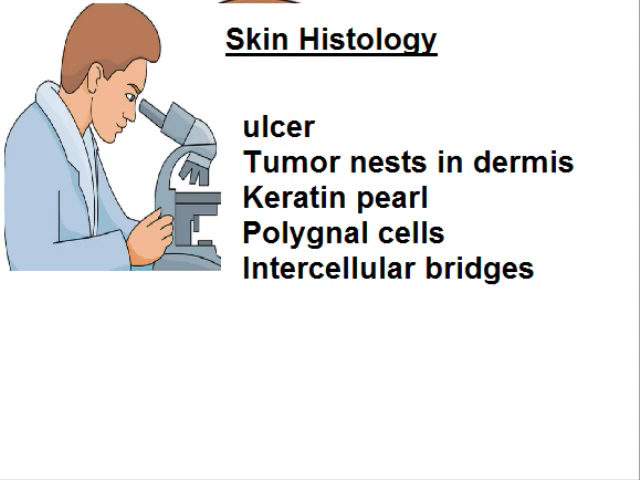 Skin Histology
ulcer
Tumor nests in dermis
Keratin pearl
Polygnal cells
Intercellular bridges